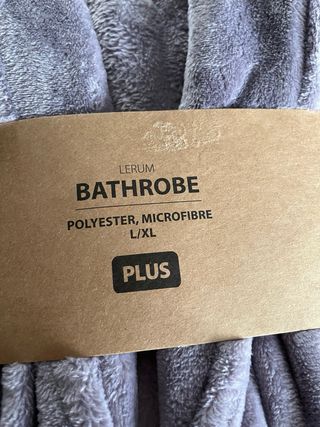 LERUM
BATHROBE
POLYESTER, MICROFIBRE
L/XL
PLUS